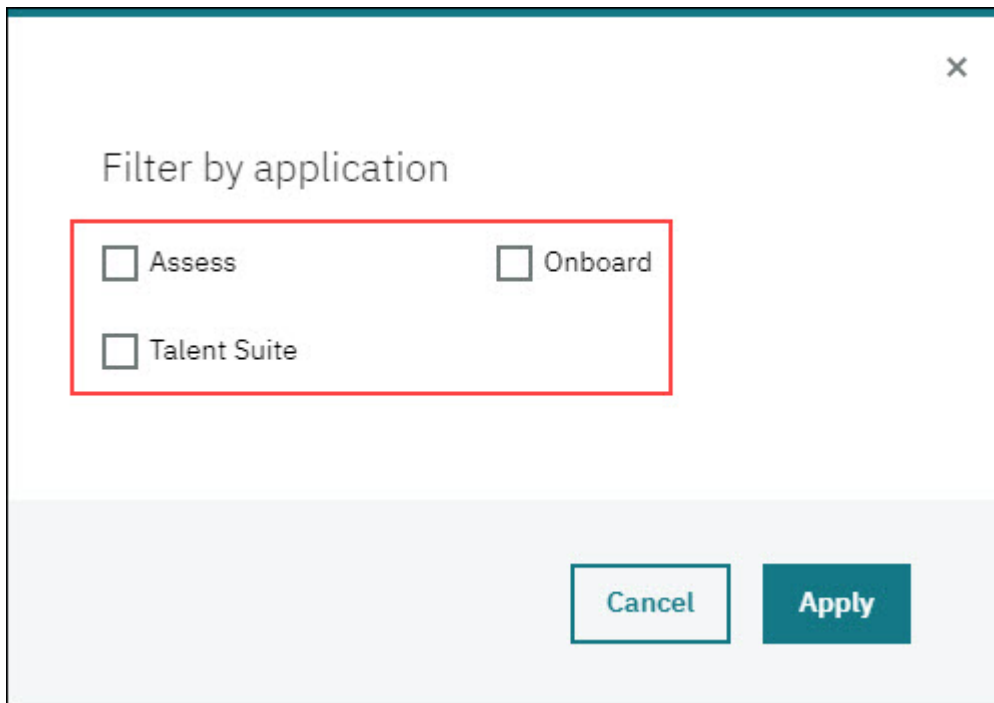 Filter by application
Assess Onboard
Talent Suite
Cancel Apply